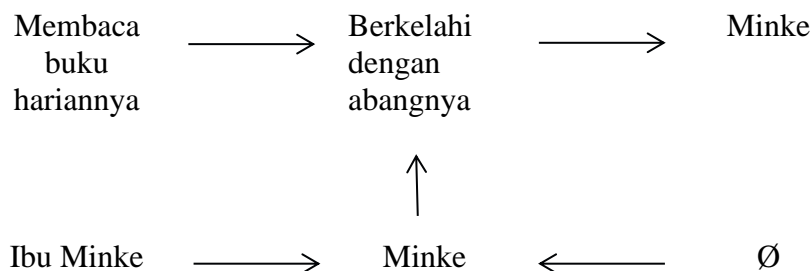 Membaca
buku
hariannya
Berkelahi
dengan
abangnya
Minke
Ibu Minke
Minke
Ø